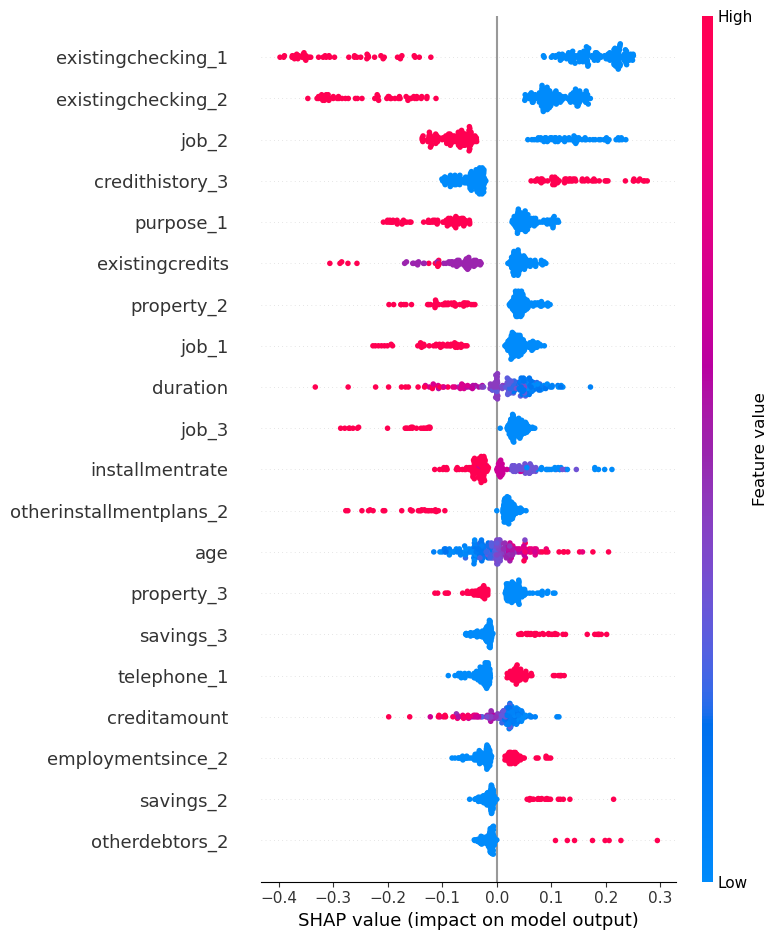 High
existingchecking_1
existingchecking_2
job_2
credithistory_3
purpose_1
existingcredits
property_2
job_1
duration
job_3
installmentrate
otherinstallmentplans_2
age
property_3
savings_3
telephone_1
creditamount
employmentsince_2
savings_2
otherdebtors_2
Feature value
Low
−0.4 −0.3 −0.2 −0.1 0.0 0.1 0.2 0.3
SHAP value (impact on model output)